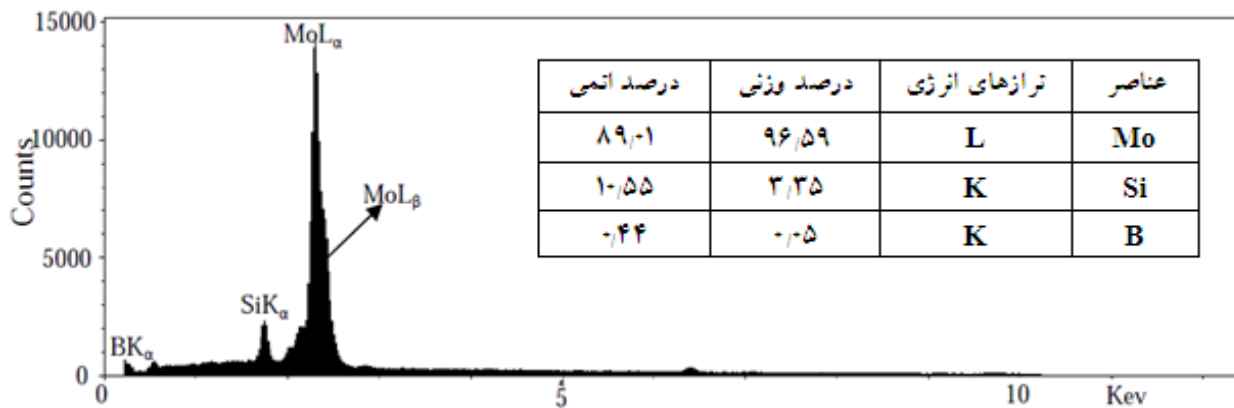 15000
MoLα
عناصر ترازهای انرژی درصد وزنی درصد اتمی
Mo L ۹۶٫۵۹ ۸۹٫۰۱
Si K ۳٫۳۵ ۱۰٫۵۵
B K ۰٫۰۵ ۰٫۴۴
10000
Counts
MoLβ
5000
SiKα
BKα
0
0 5 10 Kev